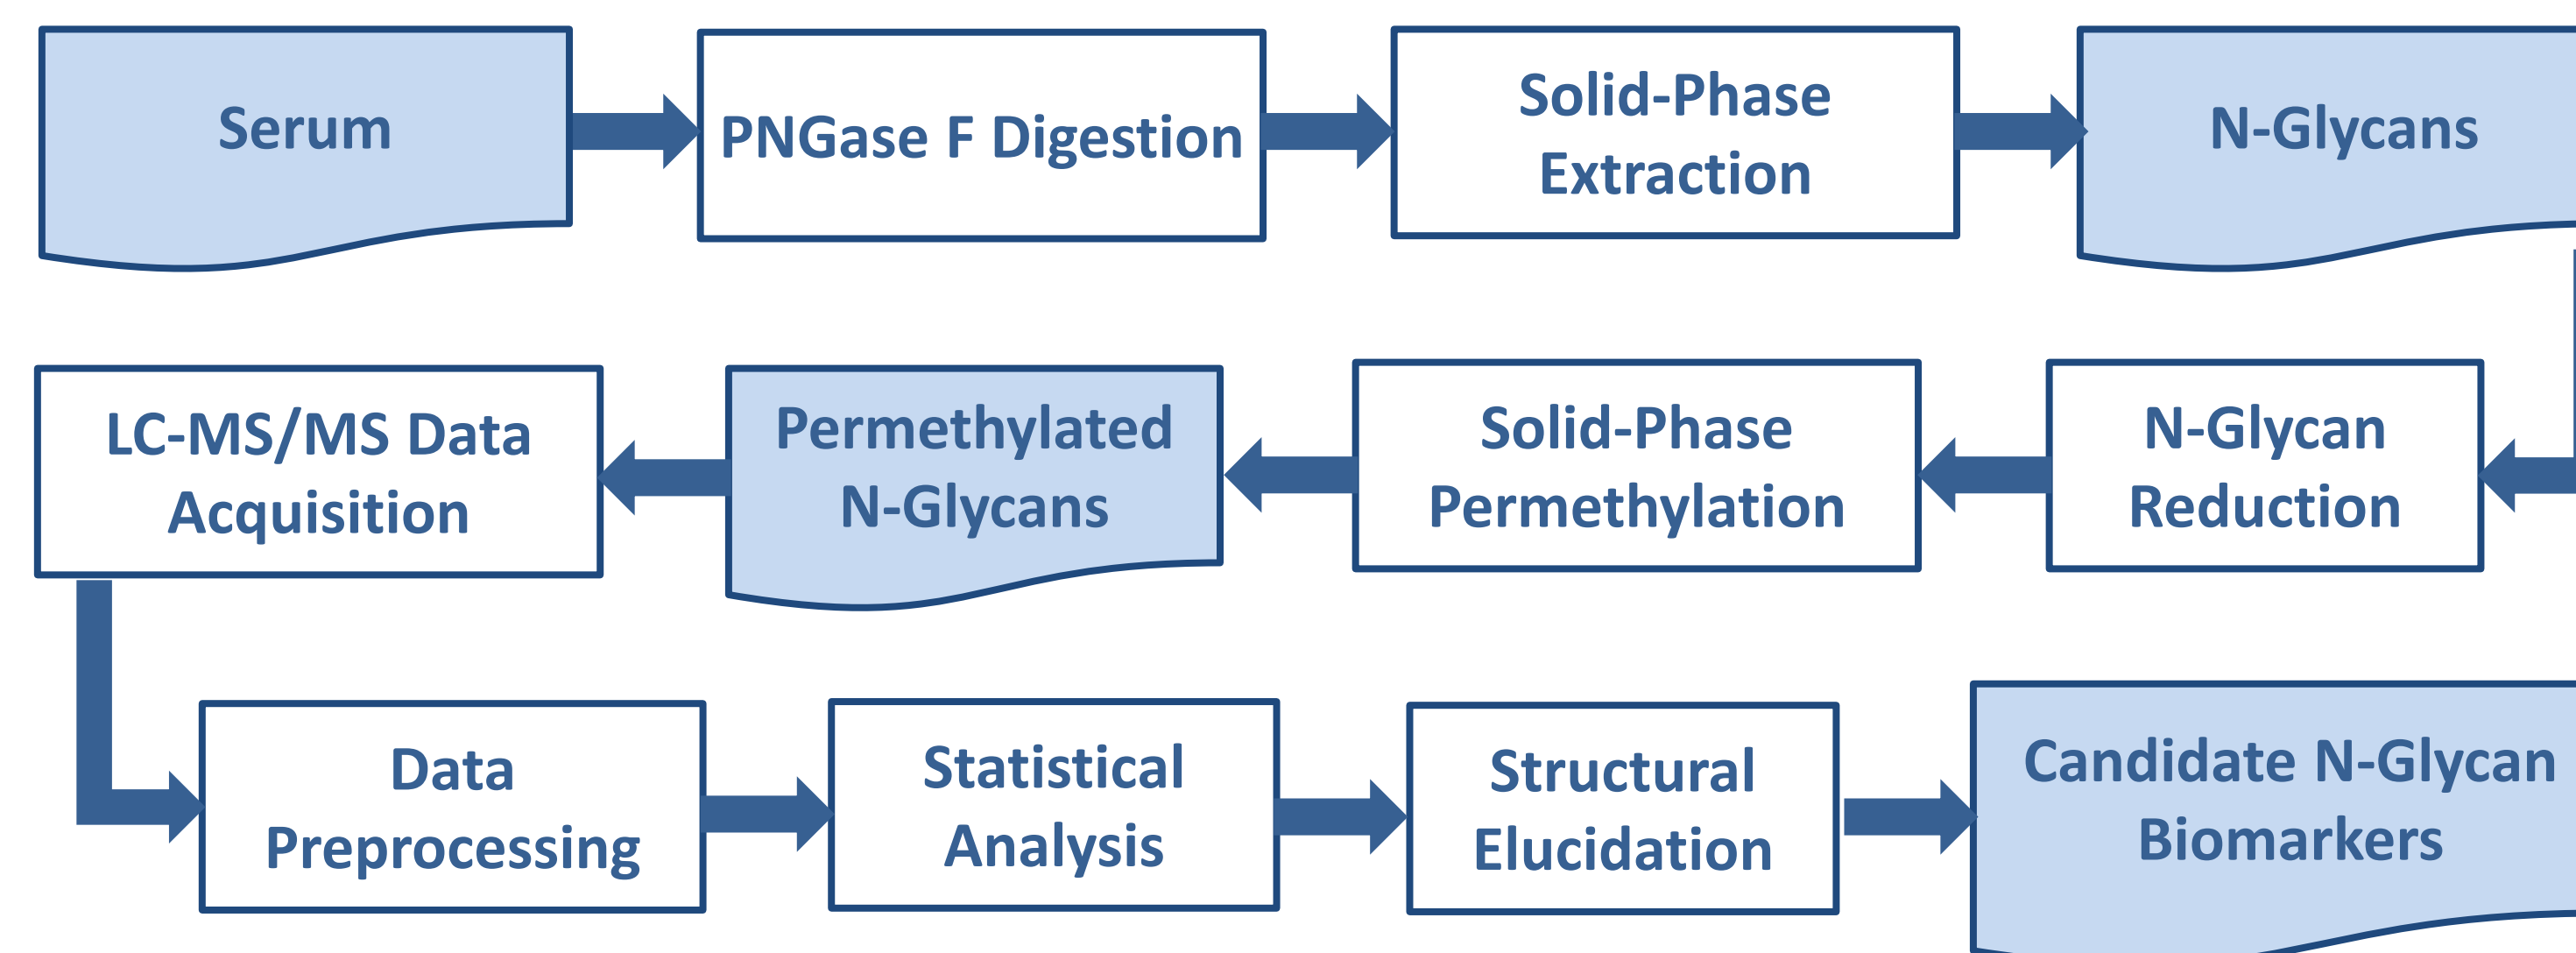 Serum
PNGase F Digestion
Solid-Phase
Extraction
N-Glycans
LC-MS/MS Data
Acquisition
Permethylated
N-Glycans
Solid-Phase
Permethylation
N-Glycan
Reduction
Data
Preprocessing
Statistical
Analysis
Structural
Elucidation
Candidate N-Glycan
Biomarkers